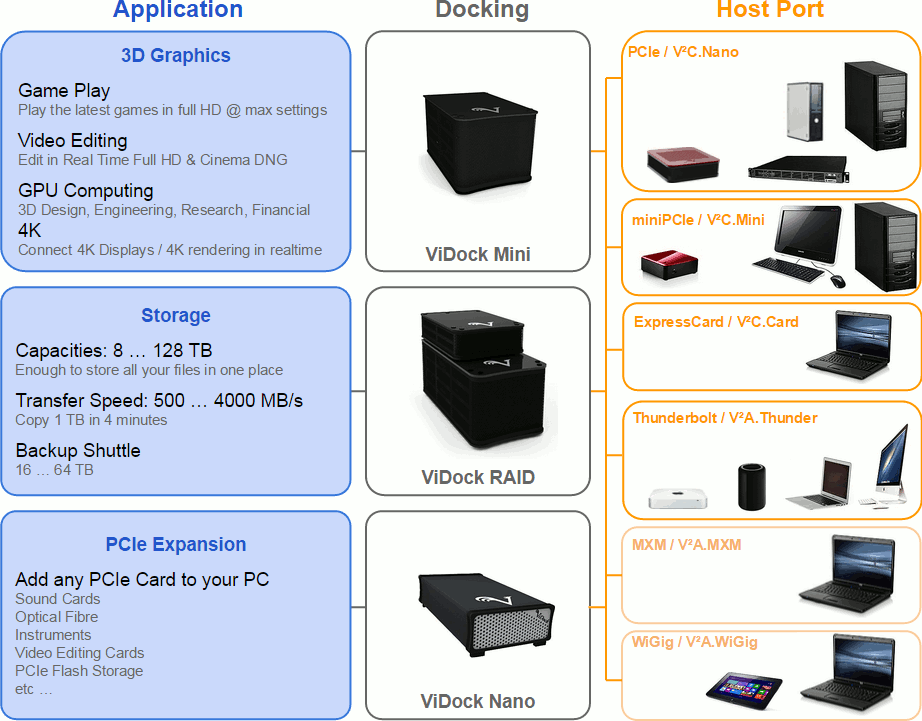 Application
Docking
Host Port
3D Graphics
Game Play
Play the latest games in full HD @ max settings
Video Editing
Edit in Real Time Full HD & Cinema DNG
GPU Computing
3D Design, Engineering, Research, Financial
4K
Connect 4K Displays / 4K rendering in realtime
ViDock Mini
PCIe / V²C.Nano
miniPCIe / V²C.Mini
Storage
Capacities: 8 … 128 TB
Enough to store all your files in one place
Transfer Speed: 500 … 4000 MB/s
Copy 1 TB in 4 minutes
Backup Shuttle
16 … 64 TB
ViDock RAID
ExpressCard / V²C.Card
Thunderbolt / V²A.Thunder
PCIe Expansion
Add any PCIe Card to your PC
Sound Cards
Optical Fibre
Instruments
Video Editing Cards
PCIe Flash Storage
etc …
ViDock Nano
MXM / V²A.MXM
WiGig / V²A.WiGig